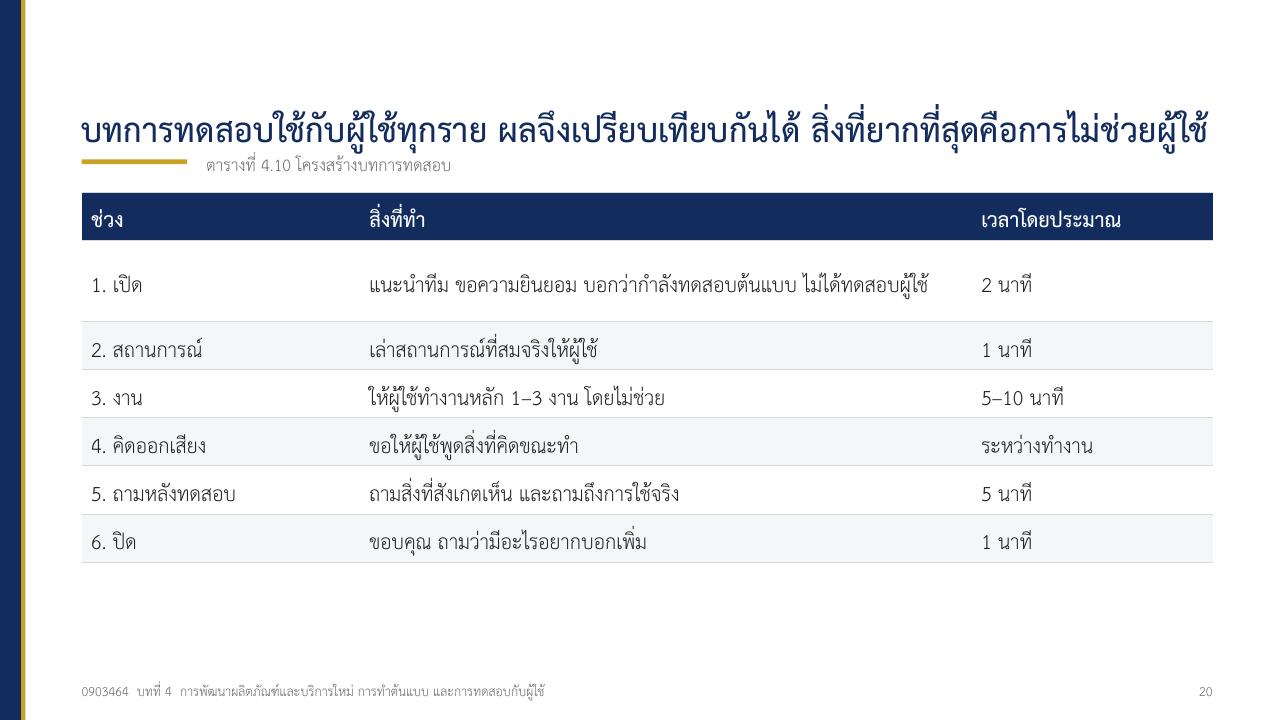 บทการทดสอบใช้กับผู้ใช้ทุกราย ผลจึงเปรียบเทียบกันได้ สิ่งที่ยากที่สุดคือการไม่ช่วยผู้ใช้
ตารางที่ 4.10 โครงสร้างบทการทดสอบ
ช่วง สิ่งที่ทำ เวลาโดยประมาณ
1. เปิด แนะนำทีม ขอความยินยอม บอกว่ากำลังทดสอบต้นแบบ ไม่ได้ทดสอบผู้ใช้ 2 นาที
2. สถานการณ์ เล่าสถานการณ์ที่สมจริงให้ผู้ใช้ 1 นาที
3. งาน ให้ผู้ใช้ทำงานหลัก 1–3 งาน โดยไม่ช่วย 5–10 นาที
4. คิดออกเสียง ขอให้ผู้ใช้พูดสิ่งที่คิดขณะทำ ระหว่างทำงาน
5. ถามหลังทดสอบ ถามสิ่งที่สังเกตเห็น และถามถึงการใช้จริง 5 นาที
6. ปิด ขอบคุณ ถามว่ามีอะไรอยากบอกเพิ่ม 1 นาที
0903464 บทที่ 4 การพัฒนาผลิตภัณฑ์และบริการใหม่ การทำต้นแบบ และการทดสอบกับผู้ใช้ 20